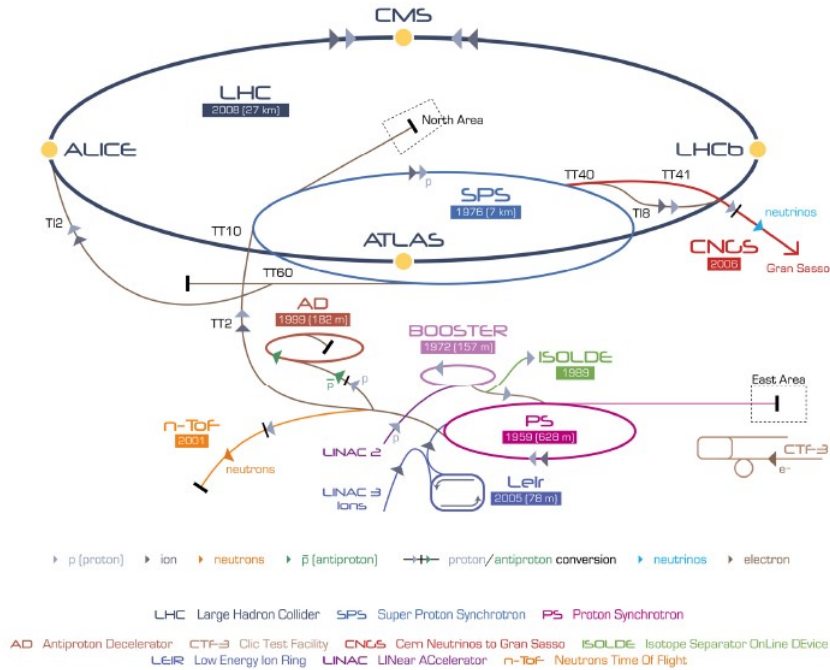 CMS
LHC
2008 (27 km)
North Area
ALICE
LHCb
TT40
TT41
SPS
1976 (7 km)
TI8
neutrinos
p
TI2
TT10
ATLAS
CNGS
2006
Gran Sasso
TT60
AD
1999 (182 m)
TT2
BOOSTER
1972 (157 m)
ISOLDE
1989
p̅
p
East Area
n-ToF
2001
PS
1959 (628 m)
LINAC 2
p
neutrons
CTF-3
e-
LINAC 3
Ions
Leir
2005 (78 m)
p (proton) ion neutrons p̅ (antiproton) proton/antiproton conversion neutrinos electron
LHC Large Hadron Collider SPS Super Proton Synchrotron PS Proton Synchrotron
AD Antiproton Decelerator CTF-3 Clic Test Facility CNGS Cern Neutrinos to Gran Sasso ISOLDE Isotope Separator OnLine DEvice
LEIR Low Energy Ion Ring LINAC LINear ACcelerator n-ToF Neutrons Time Of Flight